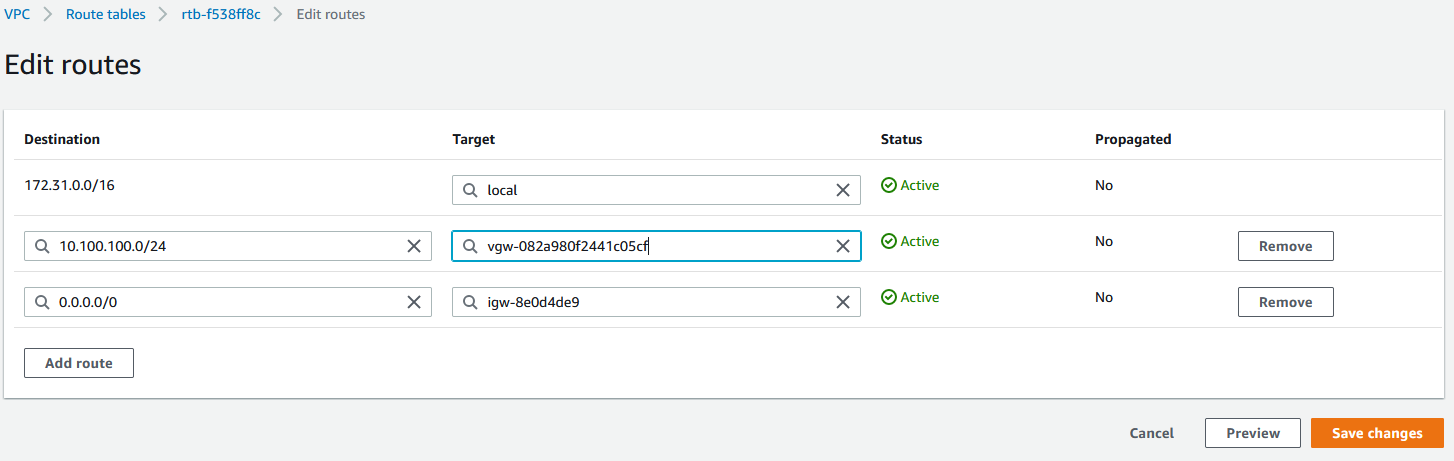 VPC > Route tables > rtb-f538ff8c > Edit routes
Edit routes
Destination Target Status Propagated
172.31.0.0/16 local Active No
10.100.100.0/24 vgw-082a980f2441c05cf Active No Remove
0.0.0.0/0 igw-8e0d4de9 Active No Remove
Add route
Cancel Preview Save changes